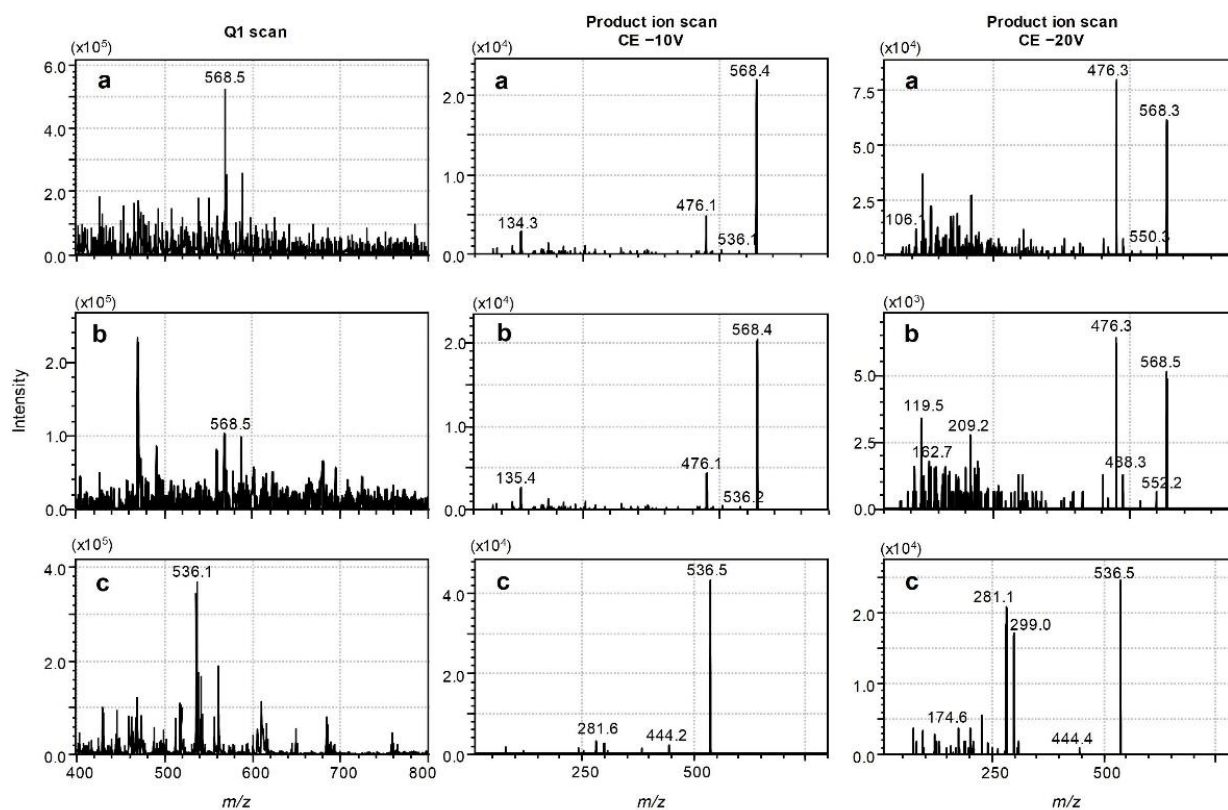 Q1 scan
Product ion scan
CE −10V
Product ion scan
CE −20V
(x10⁵)
6.0
4.0
2.0
0.0
a
568.5
(x10⁴)
2.0
1.0
0.0
a
568.4
134.3
476.1
536.1
(x10⁴)
7.5
5.0
2.5
0.0
a
476.3
568.3
106.1
550.3
Intensity
(x10⁵)
2.0
1.0
0.0
b
568.5
(x10⁴)
2.0
1.0
0.0
b
568.4
135.4
476.1
536.2
(x10³)
5.0
2.5
0.0
b
476.3
568.5
119.5
209.2
162.7
488.3
552.2
(x10⁵)
4.0
2.0
0.0
c
536.1
400 500 600 700 800
m/z
(x10⁴)
4.0
2.0
0.0
c
536.5
281.6
444.2
500
m/z
(x10⁴)
2.0
1.0
0.0
c
536.5
281.1
299.0
174.6
444.4
250 500
m/z